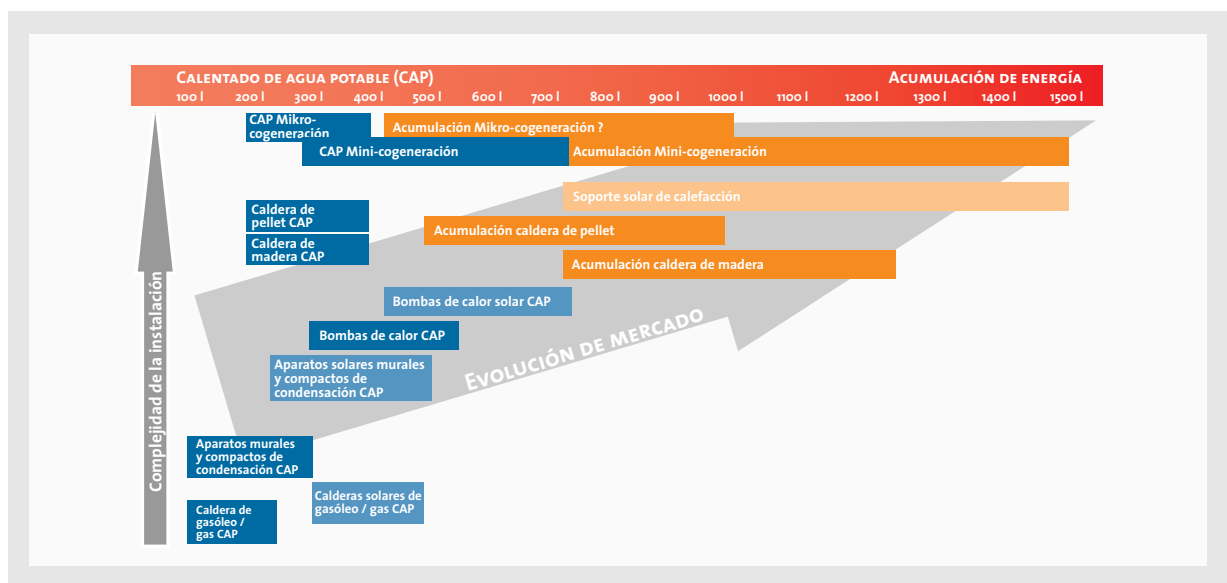 Calentado de agua potable (CAP)
Acumulación de energía
100 l 200 l 300 l 400 l 500 l 600 l 700 l 800 l 900 l 1000 l 1100 l 1200 l 1300 l 1400 l 1500 l
CAP Mikro-
cogeneración
Acumulación Mikro-cogeneración ?
CAP Mini-cogeneración
Acumulación Mini-cogeneración
Soporte solar de calefacción
Caldera de
pellet CAP
Acumulación caldera de pellet
Caldera de
madera CAP
Acumulación caldera de madera
Bombas de calor solar CAP
Bombas de calor CAP
Evolución de mercado
Aparatos solares murales
y compactos de
condensación CAP
Complejidad de la instalación
Aparatos murales
y compactos de
condensación CAP
Calderas solares de
gasóleo / gas CAP
Caldera de
gasóleo /
gas CAP